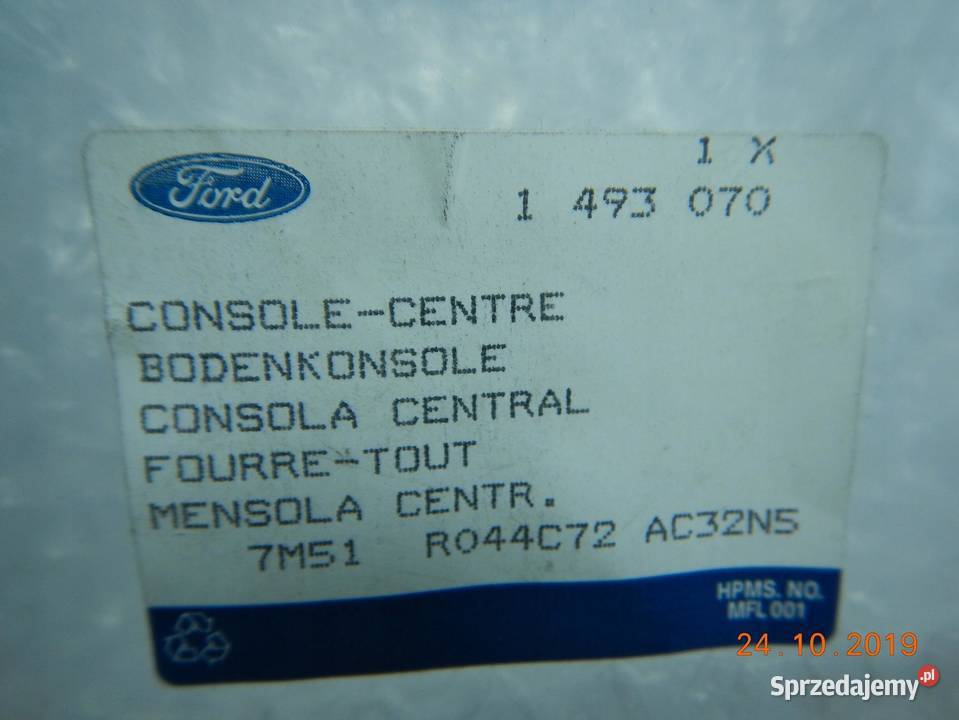 Ford
1 X
1 493 070
CONSOLE-CENTRE
BODENKONSOLE
CONSOLA CENTRAL
FOURRE-TOUT
MENSOLA CENTR.
7M51 R044C72 AC32N5
HPMS. NO.
MFL 001
24.10.2019
Sprzedajemy.pl